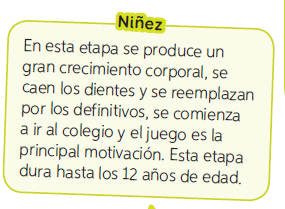 Niñez
En esta etapa se produce un
gran crecimiento corporal, se
caen los dientes y se reemplazan
por los definitivos, se comienza
a ir al colegio y el juego es la
principal motivación. Esta etapa
dura hasta los 12 años de edad.